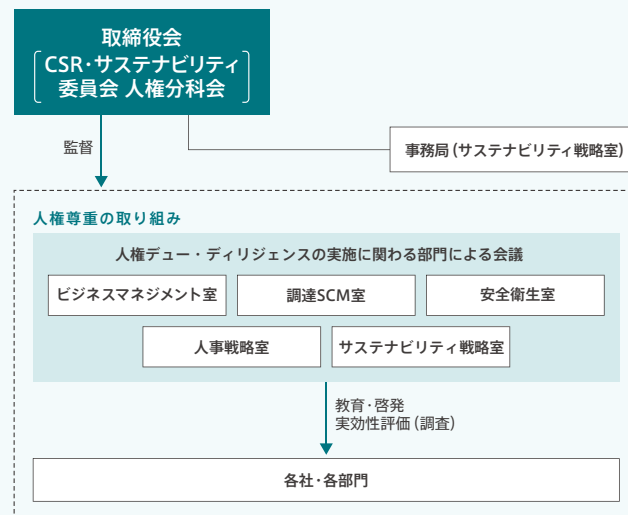 取締役会
CSR･サステナビリティ
委員会 人権分科会
監督
事務局(サステナビリティ戦略室)
人権尊重の取り組み
人権デュー・ディリジェンスの実施に関わる部門による会議
ビジネスマネジメント室
調達SCM室
安全衛生室
人事戦略室
サステナビリティ戦略室
教育･啓発
実効性評価(調査)
各社･各部門